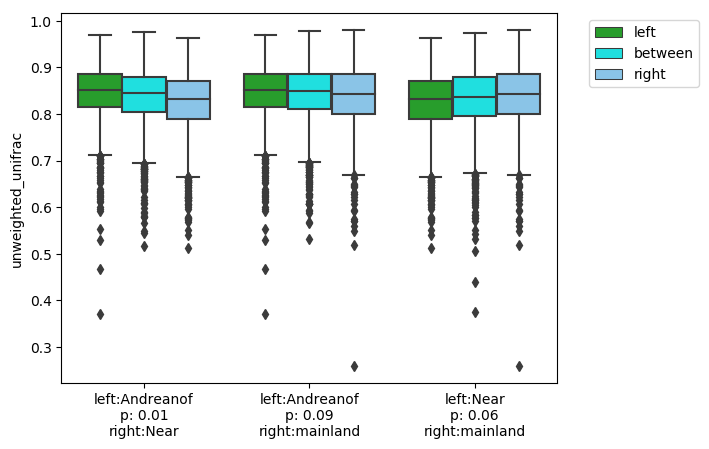 unweighted_unifrac
1.0
0.9
0.8
0.7
0.6
0.5
0.4
0.3
left:Andreanof
p: 0.01
right:Near
left:Andreanof
p: 0.09
right:mainland
left:Near
p: 0.06
right:mainland
left
between
right